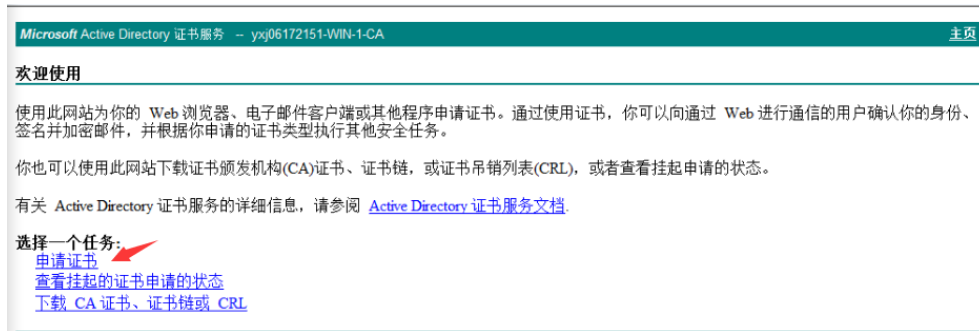 Microsoft Active Directory 证书服务 -- yxj06172151-WIN-1-CA 主页
欢迎使用
使用此网站为你的 Web 浏览器、电子邮件客户端或其他程序申请证书。通过使用证书，你可以向通过 Web 进行通信的用户确认你的身份、
签名并加密邮件，并根据你申请的证书类型执行其他安全任务。
你也可以使用此网站下载证书颁发机构(CA)证书、证书链，或证书吊销列表(CRL)，或者查看挂起申请的状态。
有关 Active Directory 证书服务的详细信息，请参阅 Active Directory 证书服务文档.
选择一个任务:
申请证书
查看挂起的证书申请的状态
下载 CA 证书、证书链或 CRL